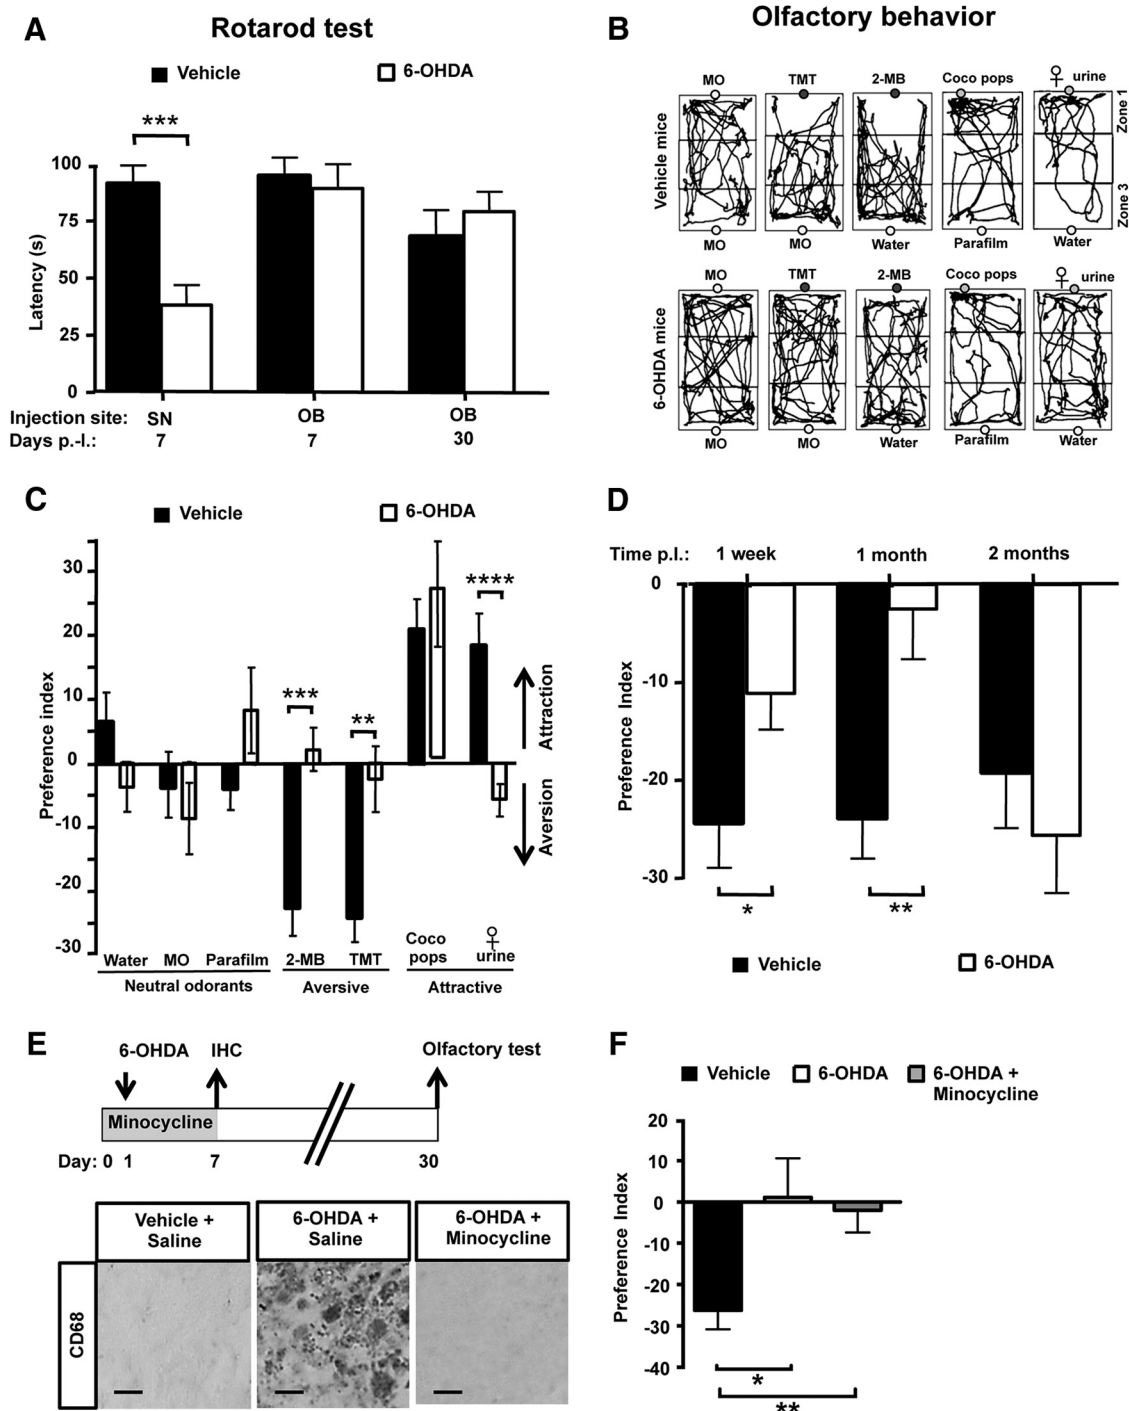 A
Rotarod test
Vehicle
6-OHDA
***
100
75
50
25
0
Latency (s)
Injection site: SN OB OB
Days p.-I.: 7 7 30
B
Olfactory behavior
MO TMT 2-MB Coco pops ♀ urine
Vehicle mice
Zone 1
Zone 3
MO MO Water Parafilm Water
MO TMT 2-MB Coco pops ♀ urine
6-OHDA mice
MO MO Water Parafilm Water
C
Vehicle
6-OHDA
30
20
10
0
-10
-20
-30
Preference index
***
**
****
Attraction
Aversion
Water MO Parafilm 2-MB TMT
Coco pops
♀ urine
Neutral odorants Aversive Attractive
D
Time p.I.: 1 week 1 month 2 months
0
-10
-20
-30
Preference Index
*
**
Vehicle
6-OHDA
E
6-OHDA IHC Olfactory test
Minocycline
Day: 0 1 7 30
Vehicle +
Saline
6-OHDA +
Saline
6-OHDA +
Minocycline
CD68
F
Vehicle
6-OHDA
6-OHDA +
Minocycline
20
10
0
-10
-20
-30
-40
Preference Index
*
**